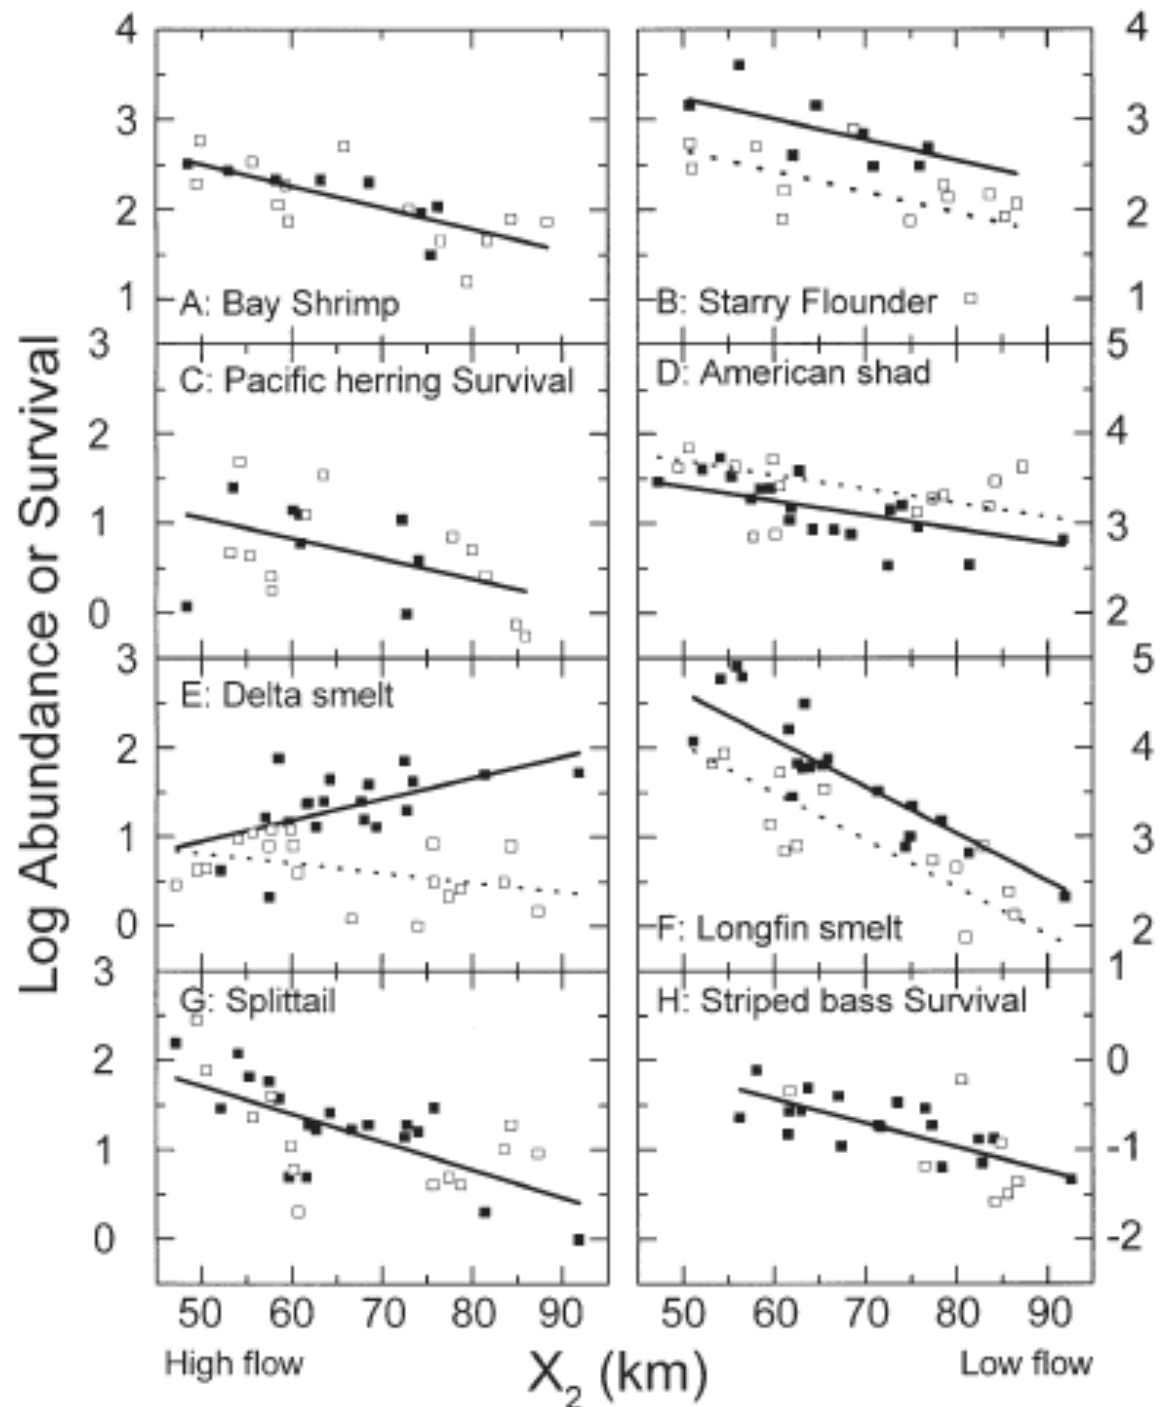 4
3
2
1
A: Bay Shrimp
4
3
2
1
B: Starry Flounder
Log Abundance or Survival
3
2
1
0
C: Pacific herring Survival
5
4
3
2
D: American shad
3
2
1
0
E: Delta smelt
5
4
3
2
F: Longfin smelt
3
2
1
0
G: Splittail
1
0
-1
-2
H: Striped bass Survival
50 60 70 80 90
50 60 70 80 90
High flow
X₂ (km)
Low flow